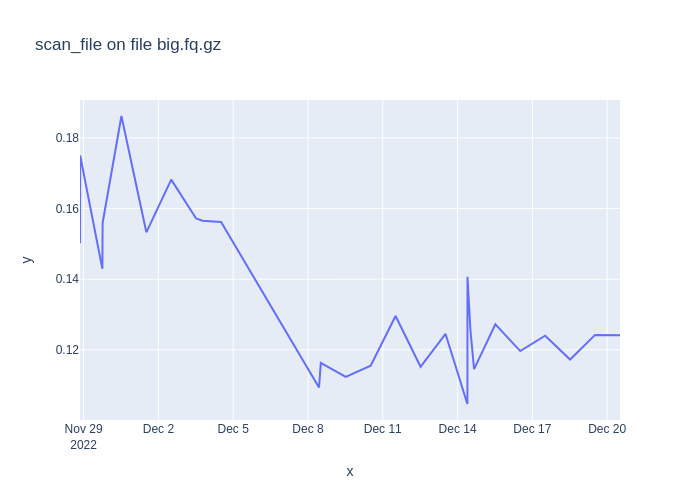 scan_file on file big.fq.gz
0.18
0.16
0.14
0.12
y
Nov 29
2022
Dec 2
Dec 5
Dec 8
Dec 11
Dec 14
Dec 17
Dec 20
x